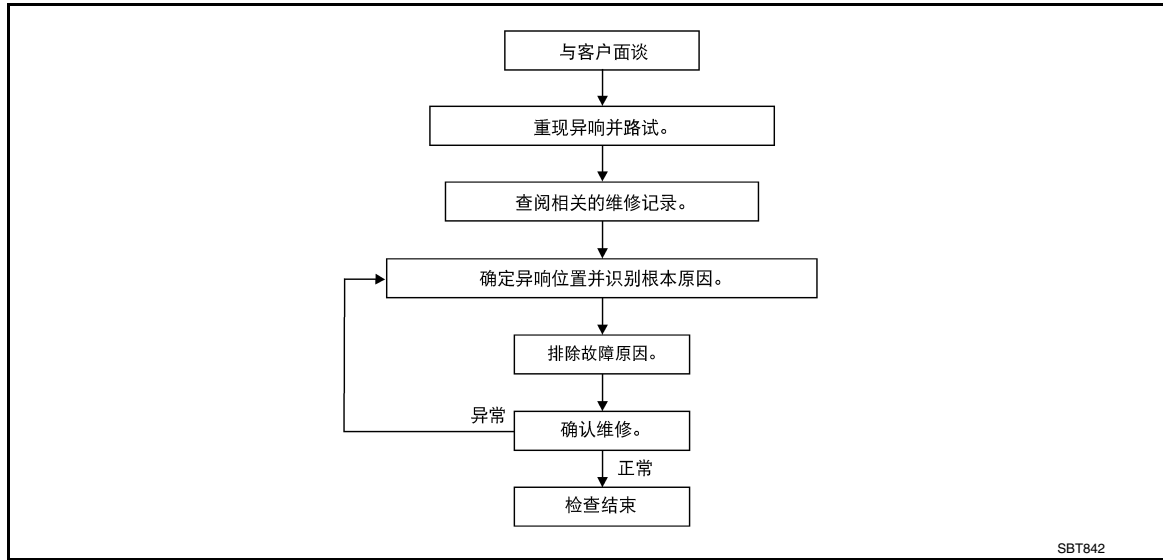 与客户面谈
重现异响并路试。
查阅相关的维修记录。
确定异响位置并识别根本原因。
排除故障原因。
异常
确认维修。
正常
检查结束
SBT842